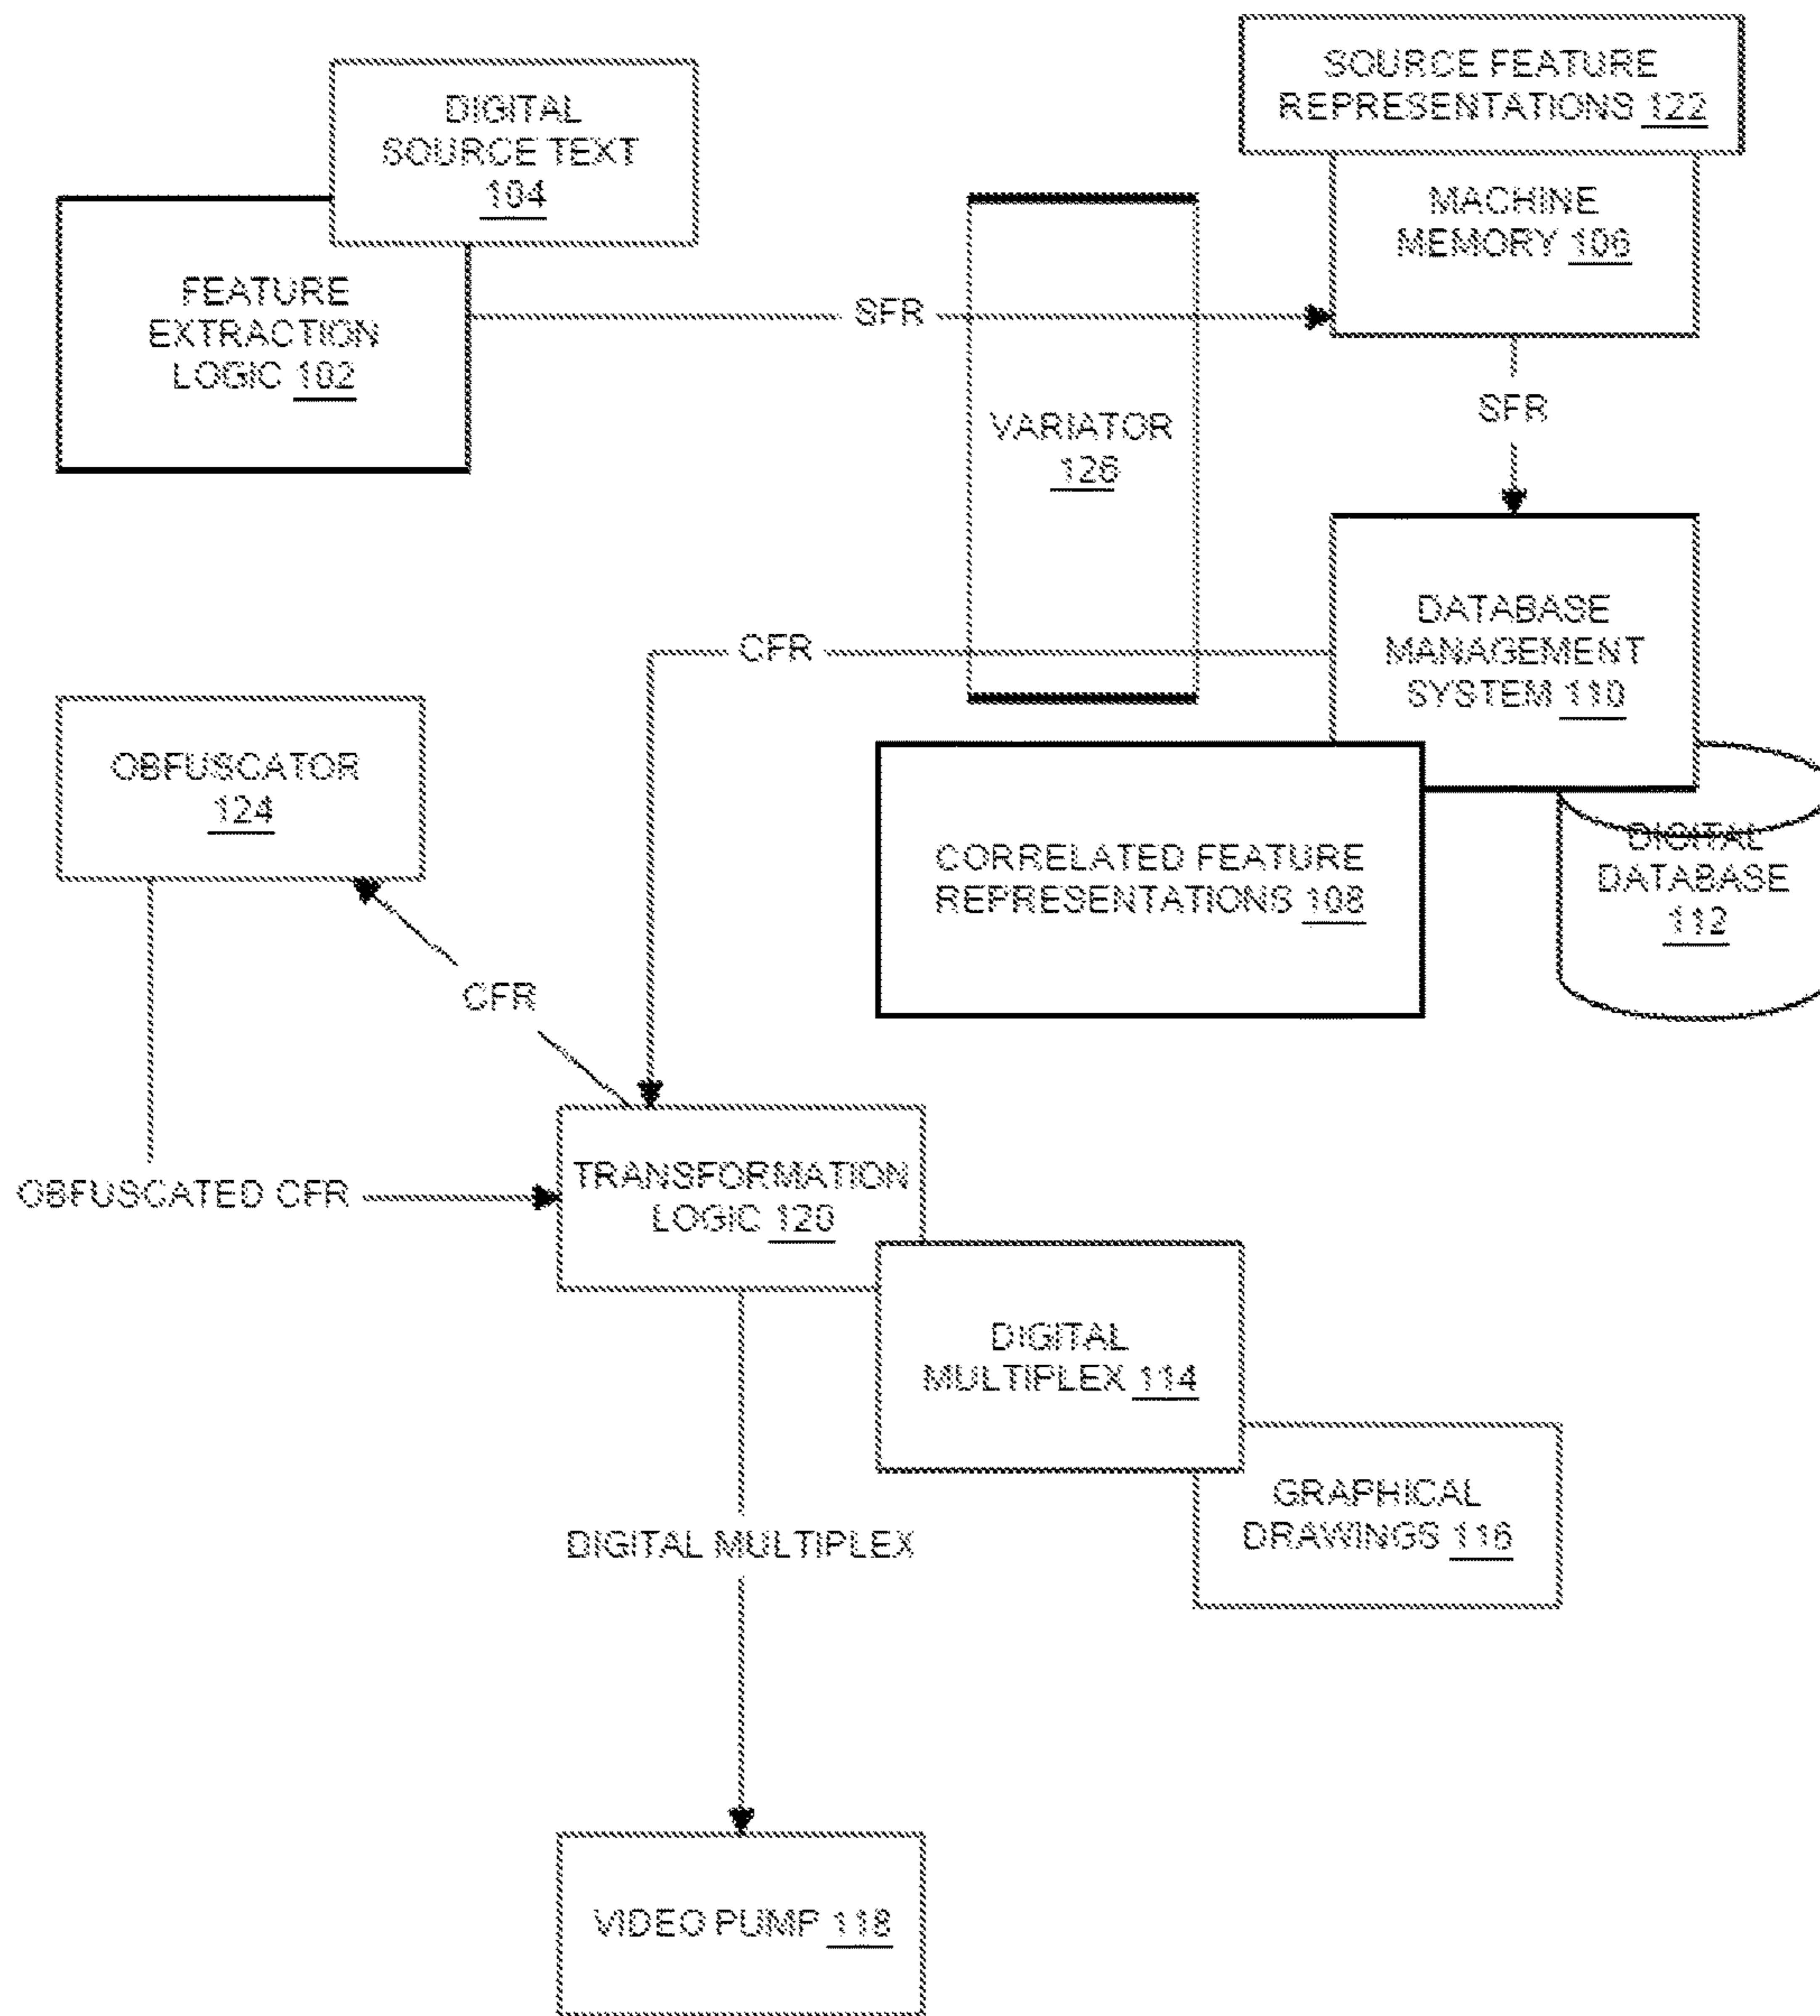 SOURCE FEATURE
REPRESENTATIONS 122
DIGITAL
SOURCE TEXT
104
MACHINE
MEMORY 106
FEATURE
EXTRACTION
LOGIC 102
SFR
SFR
VARIATOR
126
DATABASE
MANAGEMENT
SYSTEM 110
CFR
OBFUSCATOR
124
CORRELATED FEATURE
REPRESENTATIONS 108
DIGITAL
DATABASE
112
CFR
OBFUSCATED CFR
TRANSFORMATION
LOGIC 120
DIGITAL
MULTIPLEX 114
GRAPHICAL
DRAWINGS 116
DIGITAL MULTIPLEX
VIDEO PUMP 118